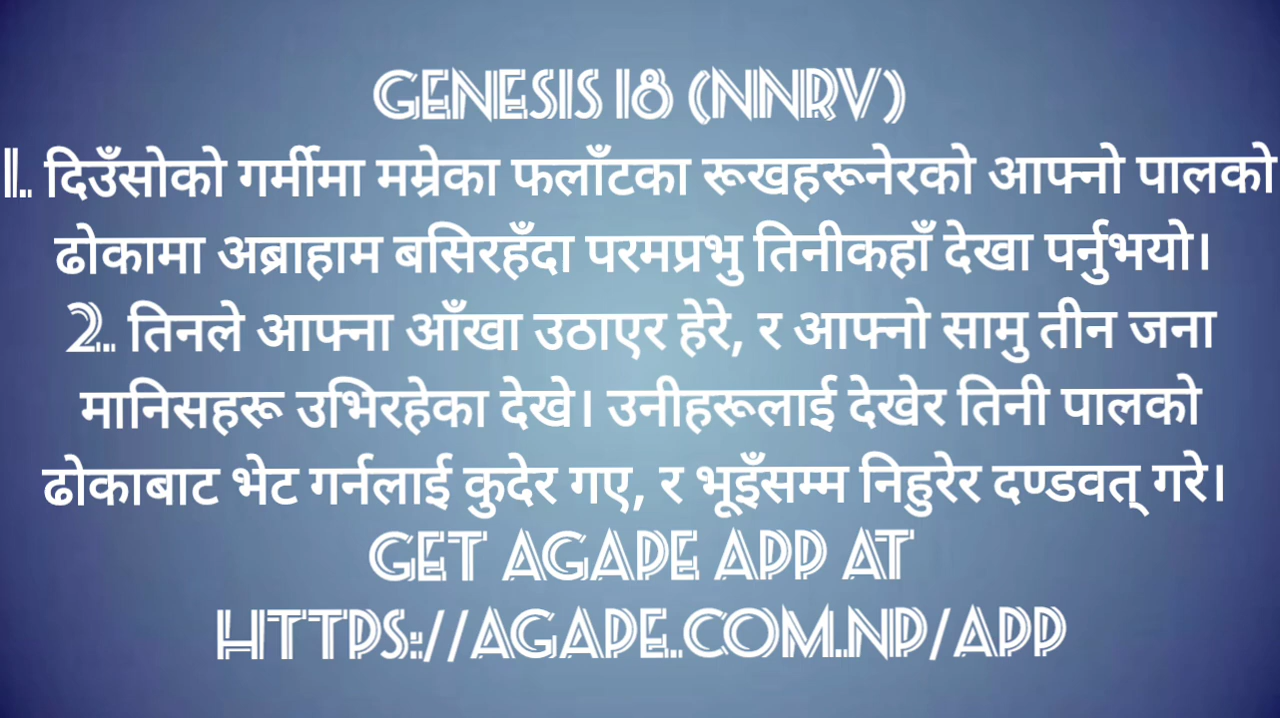 GENESIS 18 (NNRV)
1.. दिउँसोको गर्मीमा मम्रेका फलाँटका रूखहरूनेरको आफ्नो पालको
ढोकामा अब्राहाम बसिरहँदा परमप्रभु तिनीकहाँ देखा पर्नुभयो।
2.. तिनले आफ्ना आँखा उठाएर हेरे, र आफ्नो सामु तीन जना
मानिसहरू उभिरहेका देखे। उनीहरूलाई देखेर तिनी पालको
ढोकाबाट भेट गर्नलाई कुदेर गए, र भूइँसम्म निहुरेर दण्डवत् गरे।
GET AGAPE APP AT
HTTPS://AGAPE.COM.NP/APP